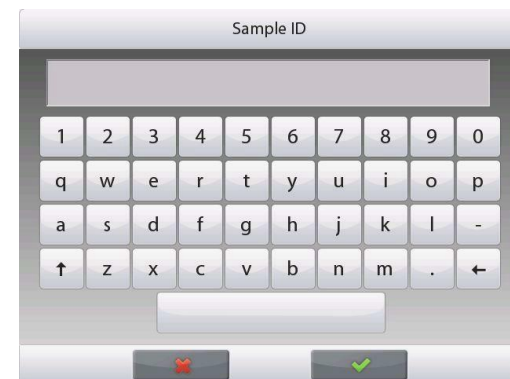 Sample ID
1 2 3 4 5 6 7 8 9 0
q w e r t y u i o p
a s d f g h j k l -
↑ z x c v b n m . ←